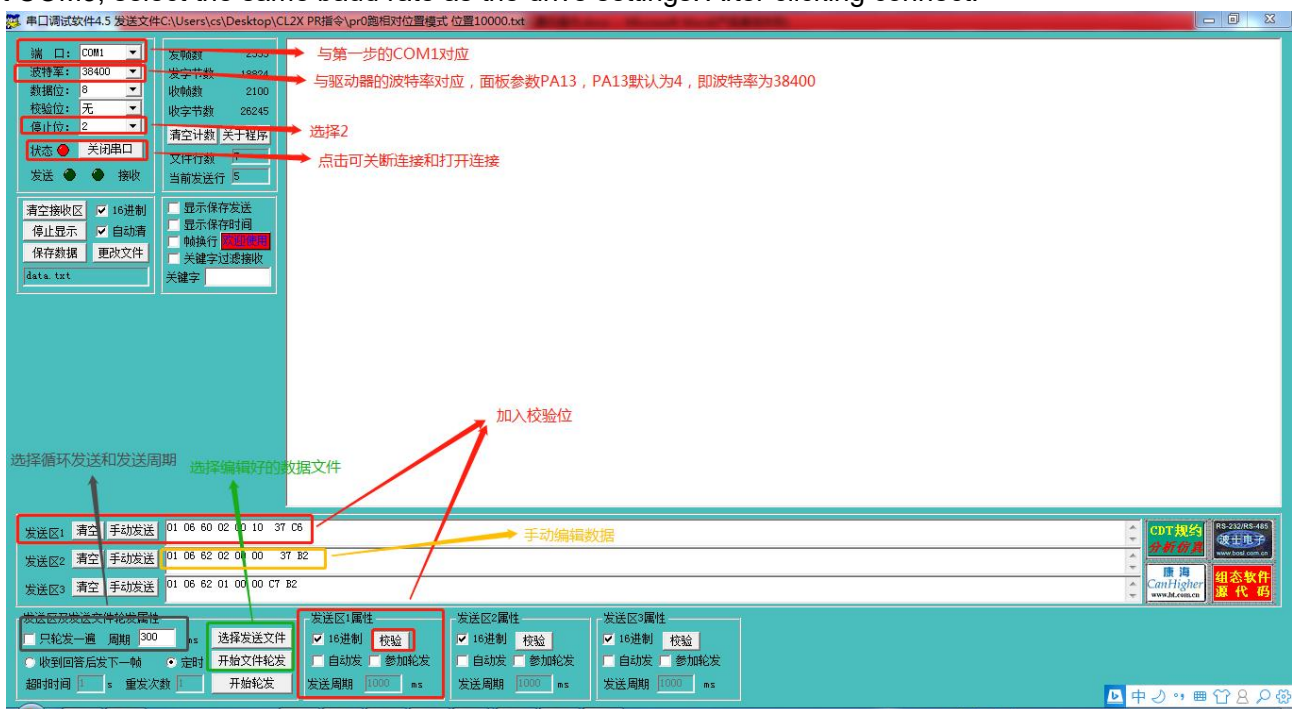 COMs, select the same baud rate as the drive settings. After clicking connect.
串口调试软件4.5 发送文件C:\Users\cs\Desktop\CL2X PR指令\pr0跑相对位置模式 位置10000.txt
端 口: COM1
波特率: 38400
数据位: 8
校验位: 无
停止位: 2
状态 关闭串口
发送 接收
发帧数 2353
发字节数 18824
收帧数 2100
收字节数 26245
清空计数 关于程序
文件行数 7
当前发送行 5
与第一步的COM1对应
与驱动器的波特率对应，面板参数PA13，PA13默认为4，即波特率为38400
选择2
点击可关断连接和打开连接
清空接收区 16进制
停止显示 自动清
保存数据 更改文件
data.txt
显示保存发送
显示保存时间
帧换行 欢迎使用
关键字过滤接收
关键字
加入校验位
选择循环发送和发送周期
选择编辑好的数据文件
发送区1 清空 手动发送 01 06 60 02 00 10 37 C6
手动编辑数据
发送区2 清空 手动发送 01 06 62 02 00 00 37 B2
发送区3 清空 手动发送 01 06 62 01 00 00 C7 B2
CDT规约
分析仿真
RS-232/RS-485
波士电子
www.bosi.com.cn
康海
CanHigher
www.ht.com.cn
组态软件
源代码
发送区及发送文件轮发属性
只轮发一遍 周期 300 ms 选择发送文件
收到回答后发下一帧 定时 开始文件轮发
超时时间 1 s 重发次数 1 开始轮发
发送区1属性
16进制 校验
自动发 参加轮发
发送周期 1000 ms
发送区2属性
16进制 校验
自动发 参加轮发
发送周期 1000 ms
发送区3属性
16进制 校验
自动发 参加轮发
发送周期 1000 ms
中